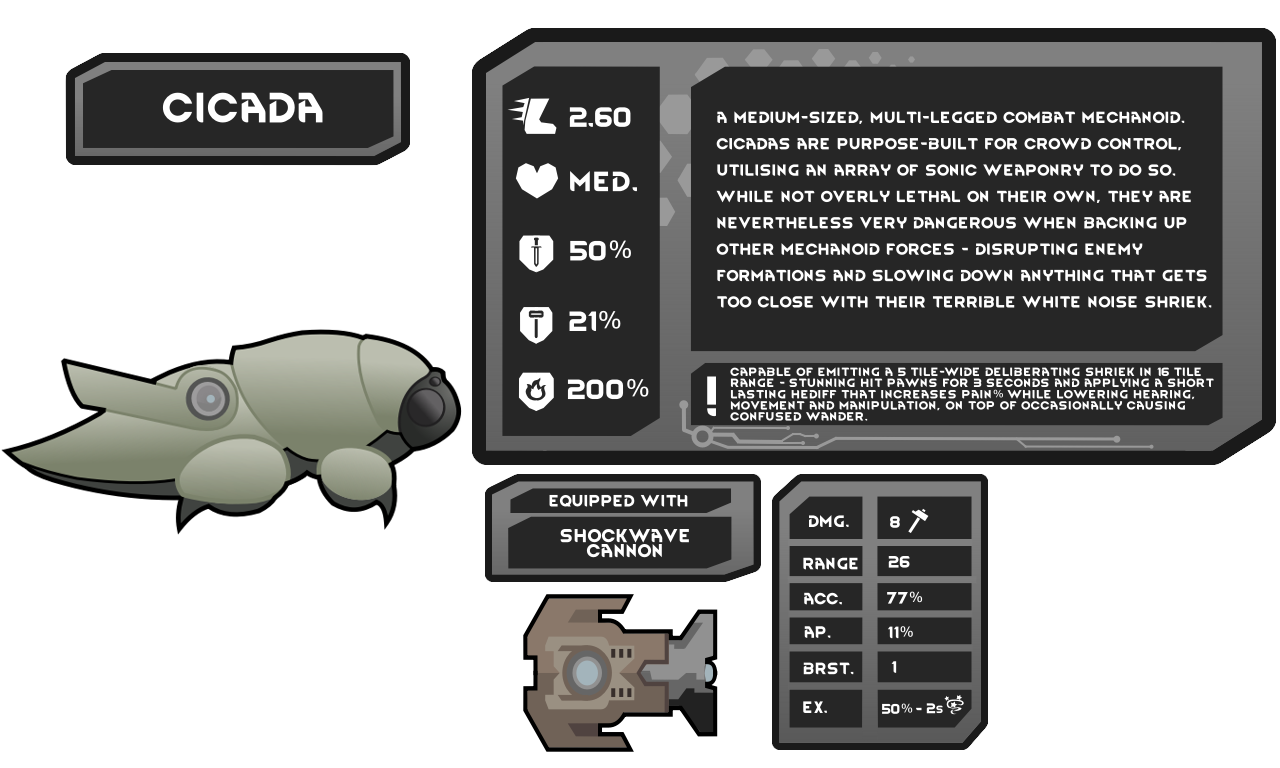 CICADA
2.60
MED.
50%
21%
200%
A MEDIUM-SIZED, MULTI-LEGGED COMBAT MECHANOID.
CICADAS ARE PURPOSE-BUILT FOR CROWD CONTROL,
UTILISING AN ARRAY OF SONIC WEAPONRY TO DO SO.
WHILE NOT OVERLY LETHAL ON THEIR OWN, THEY ARE
NEVERTHELESS VERY DANGEROUS WHEN BACKING UP
OTHER MECHANOID FORCES - DISRUPTING ENEMY
FORMATIONS AND SLOWING DOWN ANYTHING THAT GETS
TOO CLOSE WITH THEIR TERRIBLE WHITE NOISE SHRIEK.
!
CAPABLE OF EMITTING A 5 TILE-WIDE DELIBERATING SHRIEK IN 16 TILE
RANGE - STUNNING HIT PAWNS FOR 3 SECONDS AND APPLYING A SHORT
LASTING HEDIFF THAT INCREASES PAIN% WHILE LOWERING HEARING,
MOVEMENT AND MANIPULATION, ON TOP OF OCCASIONALLY CAUSING
CONFUSED WANDER.
EQUIPPED WITH
SHOCKWAVE
CANNON
DMG. 8
RANGE 26
ACC. 77%
AP. 11%
BRST. 1
EX. 50% - 2s